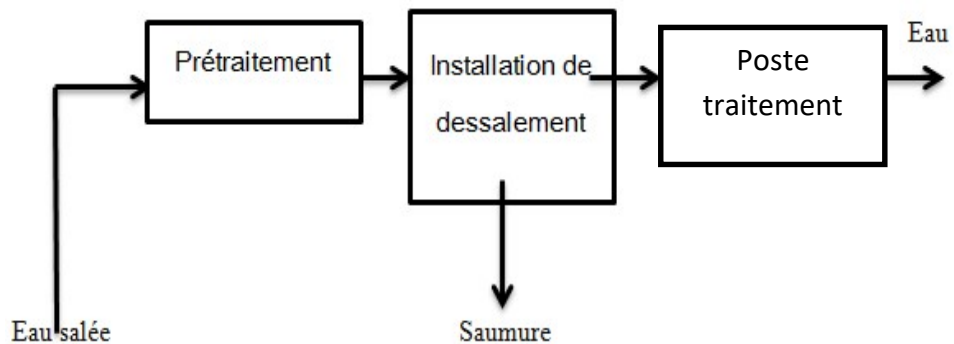 Eau salée
Prétraitement
Installation de
dessalement
Saumure
Poste
traitement
Eau